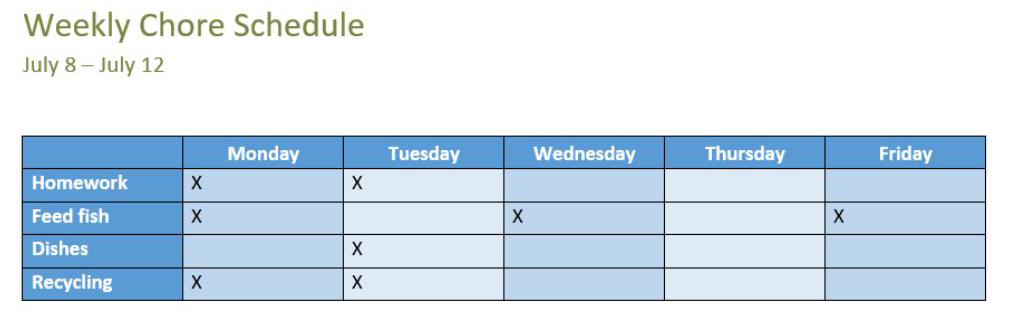 Weekly Chore Schedule
July 8 – July 12
Monday Tuesday Wednesday Thursday Friday
Homework X X
Feed fish X X X
Dishes X
Recycling X X